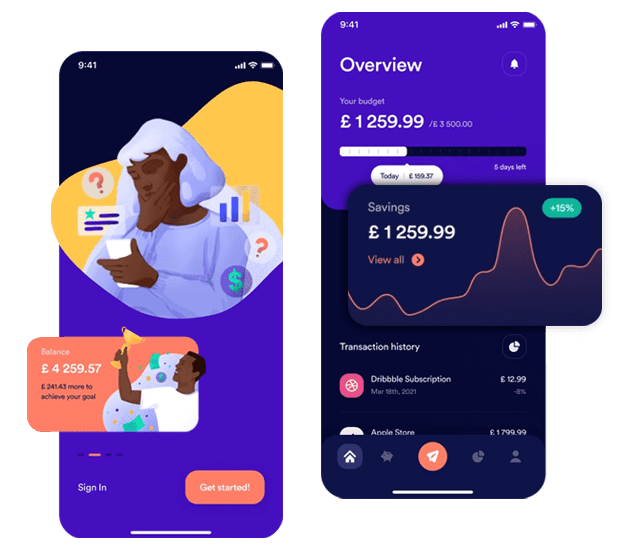 9:41
?
?
$
Balance
£ 4 259.57
£ 241.43 more to
achieve your goal
Sign In
Get started!
9:41
Overview
Your budget
£ 1 259.99 /£ 3 500.00
5 days left
Today £ 159.37
Savings
+15%
£ 1 259.99
View all
Transaction history
Dribbble Subscription £ 12.99
Mar 18th, 2021 -8%
Apple Store £ 1 799.99